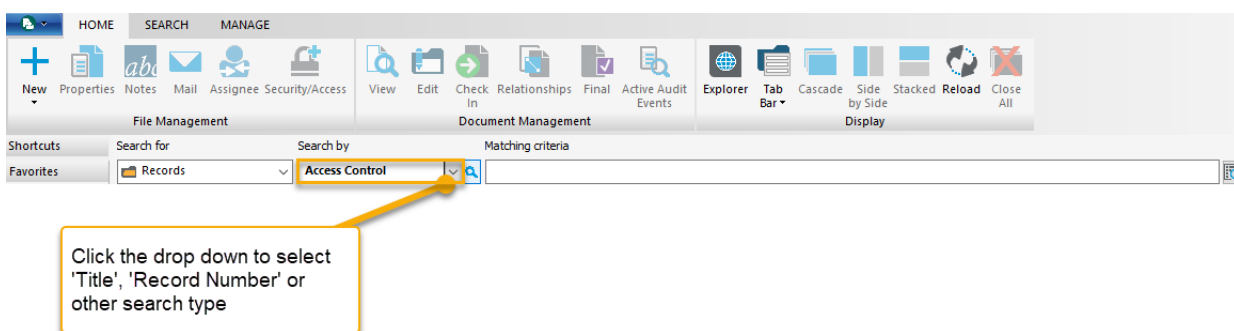 HOME SEARCH MANAGE
abc
New Properties Notes Mail Assignee Security/Access View Edit Check In Relationships Final Active Audit Events Explorer Tab Bar Cascade Side by Side Stacked Reload Close All
File Management Document Management Display
Shortcuts Search for Search by Matching criteria
Favorites Records Access Control
Click the drop down to select
'Title', 'Record Number' or
other search type